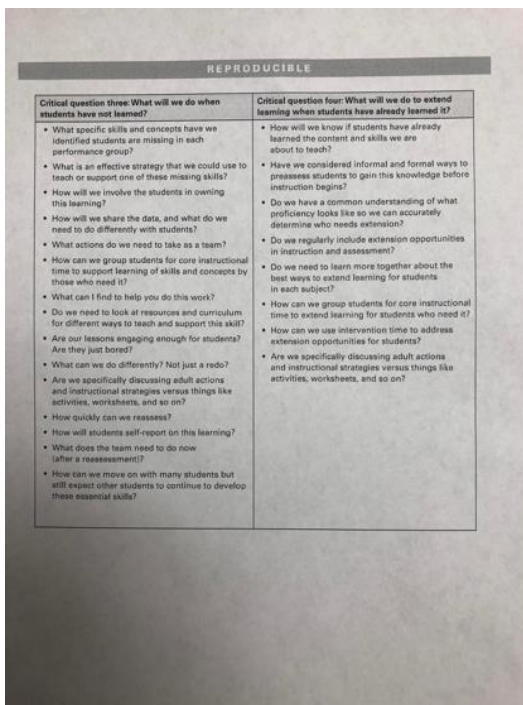 REPRODUCIBLE
Critical question three: What will we do when
students have not learned?
• What specific skills and concepts have we
identified students are missing in each
performance group?
• What is an effective strategy that we could use to
teach or support one of these missing skills?
• How will we involve the students in owning
this learning?
• How will we share the data, and what do we
need to do differently with students?
• What actions do we need to take as a team?
• How can we group students for core instructional
time to support learning of skills and concepts by
those who need it?
• What can I find to help you do this work?
• Do we need to look at resources and curriculum
for different ways to teach and support this skill?
• Are our lessons engaging enough for students?
Are they just bored?
• What can we do differently? Not just a redo?
• Are we specifically discussing adult actions
and instructional strategies versus things like
activities, worksheets, and so on?
• How quickly can we reassess?
• How will students self-report on this learning?
• What does the team need to do now
(after a reassessment)?
• How can we move on with many students but
still expect other students to continue to develop
these essential skills?
Critical question four: What will we do to extend
learning when students have already learned it?
• How will we know if students have already
learned the content and skills we are
about to teach?
• Have we considered informal and formal ways to
preassess students to gain this knowledge before
instruction begins?
• Do we have a common understanding of what
proficiency looks like so we can accurately
determine who needs extension?
• Do we regularly include extension opportunities
in instruction and assessment?
• Do we need to learn more together about the
best ways to extend learning for students
in each subject?
• How can we group students for core instructional
time to extend learning for students who need it?
• How can we use intervention time to address
extension opportunities for students?
• Are we specifically discussing adult actions
and instructional strategies versus things like
activities, worksheets, and so on?